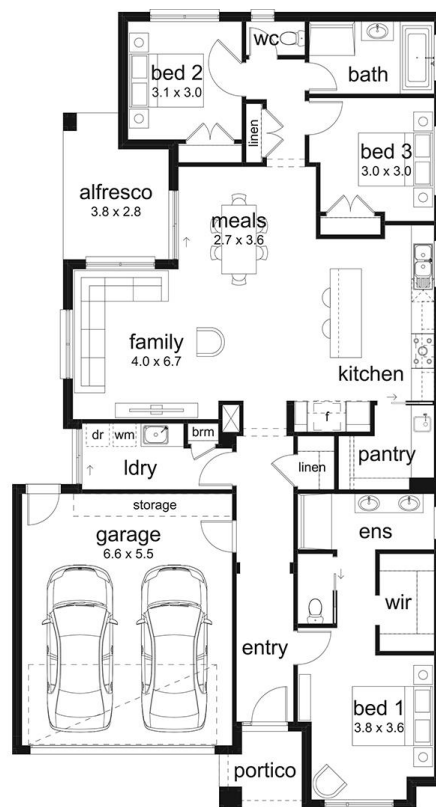 wc
bed 2
3.1 x 3.0
bath
linen
bed 3
3.0 x 3.0
alfresco
3.8 x 2.8
meals
2.7 x 3.6
family
4.0 x 6.7
kitchen
f
dr
wm
brm
ldry
linen
pantry
storage
garage
6.6 x 5.5
ens
wir
entry
bed 1
3.8 x 3.6
portico